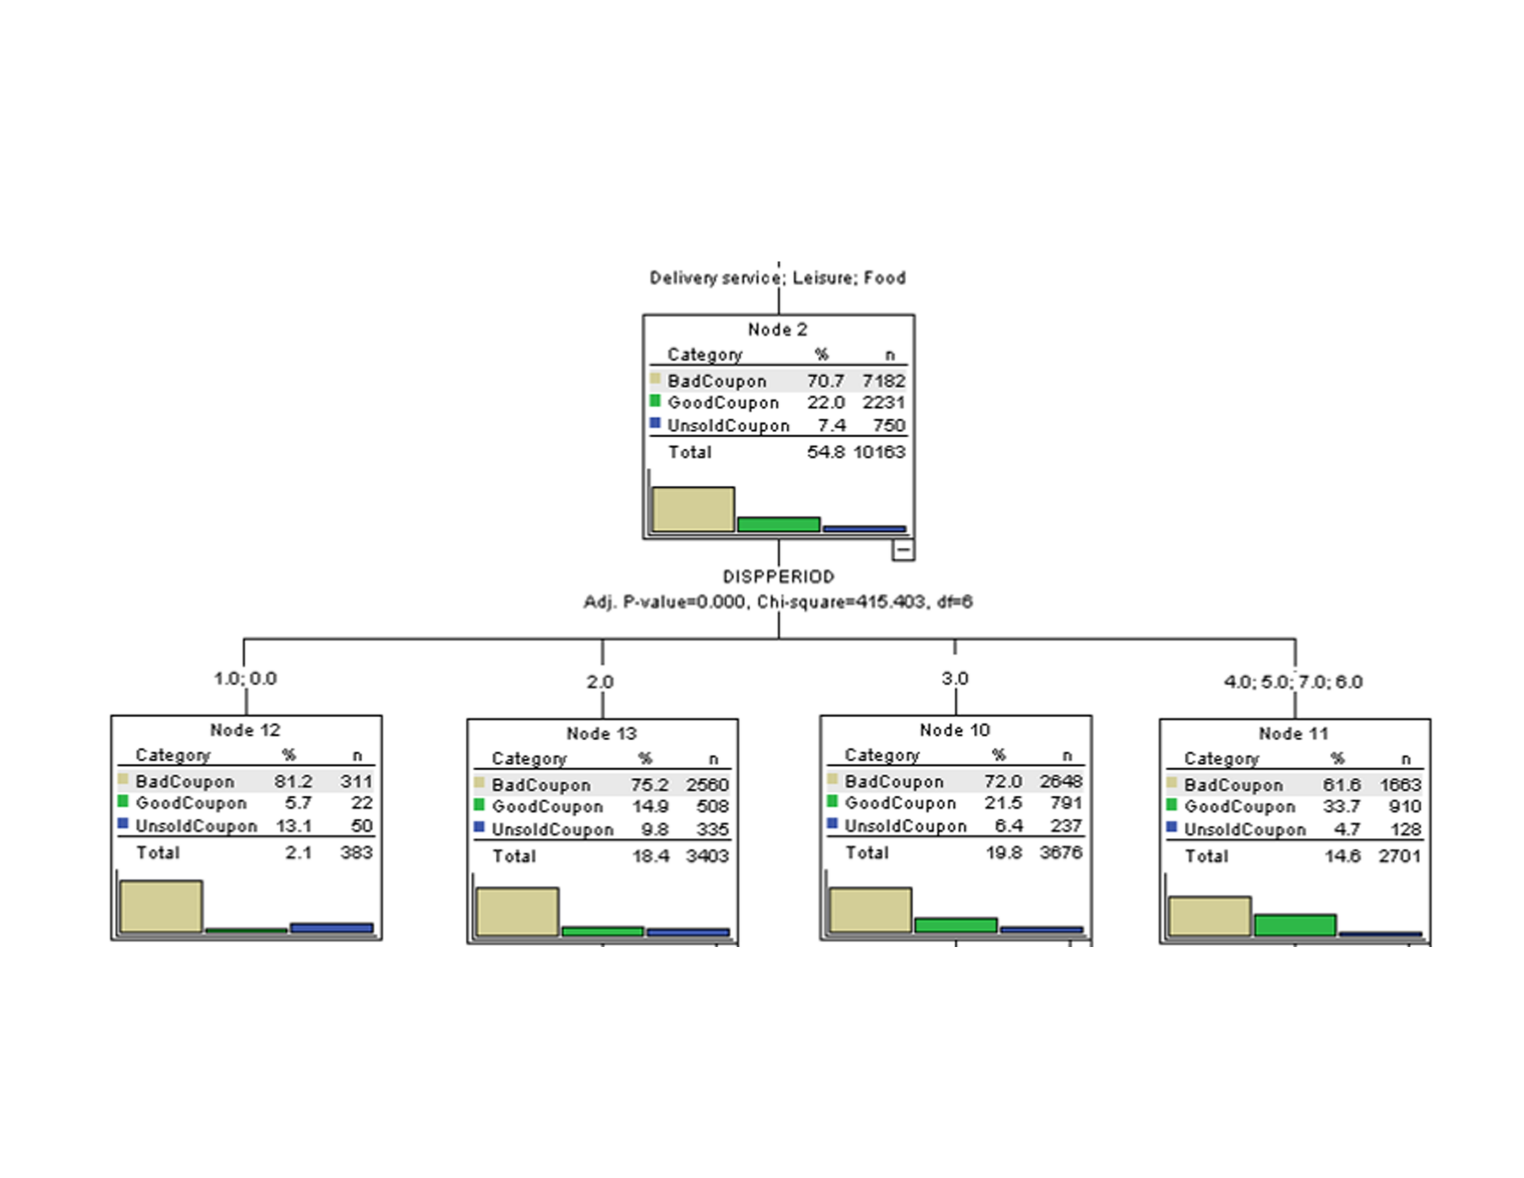 Delivery service; Leisure; Food
Node 2
Category % n
BadCoupon 70.7 7182
GoodCoupon 22.0 2231
UnsoldCoupon 7.4 750
Total 54.8 10163
DISPPERIOD
Adj. P-value=0.000, Chi-square=415.403, df=6
1.0; 0.0
Node 12
Category % n
BadCoupon 81.2 311
GoodCoupon 5.7 22
UnsoldCoupon 13.1 50
Total 2.1 383
2.0
Node 13
Category % n
BadCoupon 75.2 2560
GoodCoupon 14.9 508
UnsoldCoupon 9.8 335
Total 18.4 3403
3.0
Node 10
Category % n
BadCoupon 72.0 2648
GoodCoupon 21.5 791
UnsoldCoupon 6.4 237
Total 19.8 3676
4.0; 5.0; 7.0; 6.0
Node 11
Category % n
BadCoupon 61.6 1663
GoodCoupon 33.7 910
UnsoldCoupon 4.7 128
Total 14.6 2701